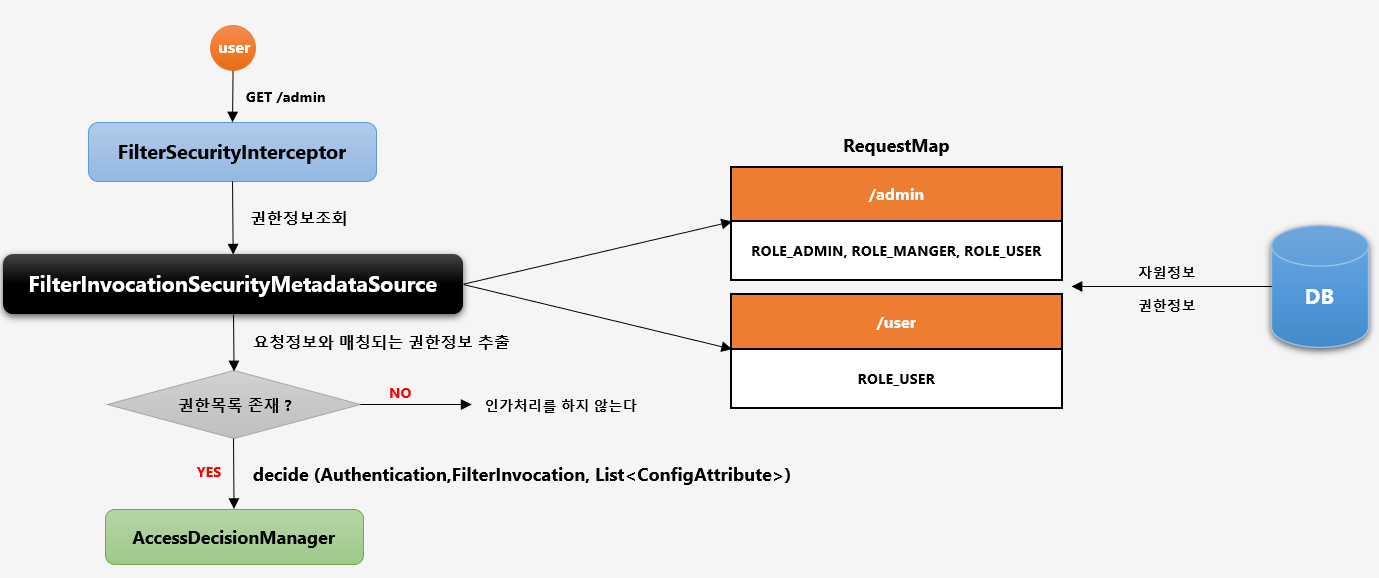 user
GET /admin
FilterSecurityInterceptor
권한정보조회
FilterInvocationSecurityMetadataSource
요청정보와 매칭되는 권한정보 추출
권한목록 존재 ?
NO
인가처리를 하지 않는다
YES
decide (Authentication,FilterInvocation, List<ConfigAttribute>)
AccessDecisionManager
RequestMap
/admin
ROLE_ADMIN, ROLE_MANGER, ROLE_USER
/user
ROLE_USER
자원정보
권한정보
DB